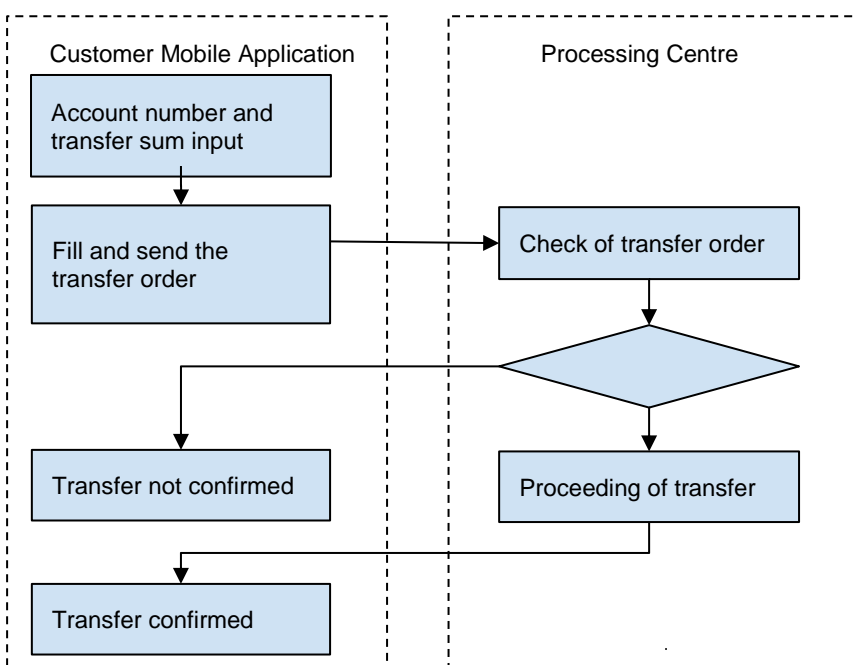 Customer Mobile Application
Processing Centre
Account number and
transfer sum input
Fill and send the
transfer order
Check of transfer order
Transfer not confirmed
Proceeding of transfer
Transfer confirmed